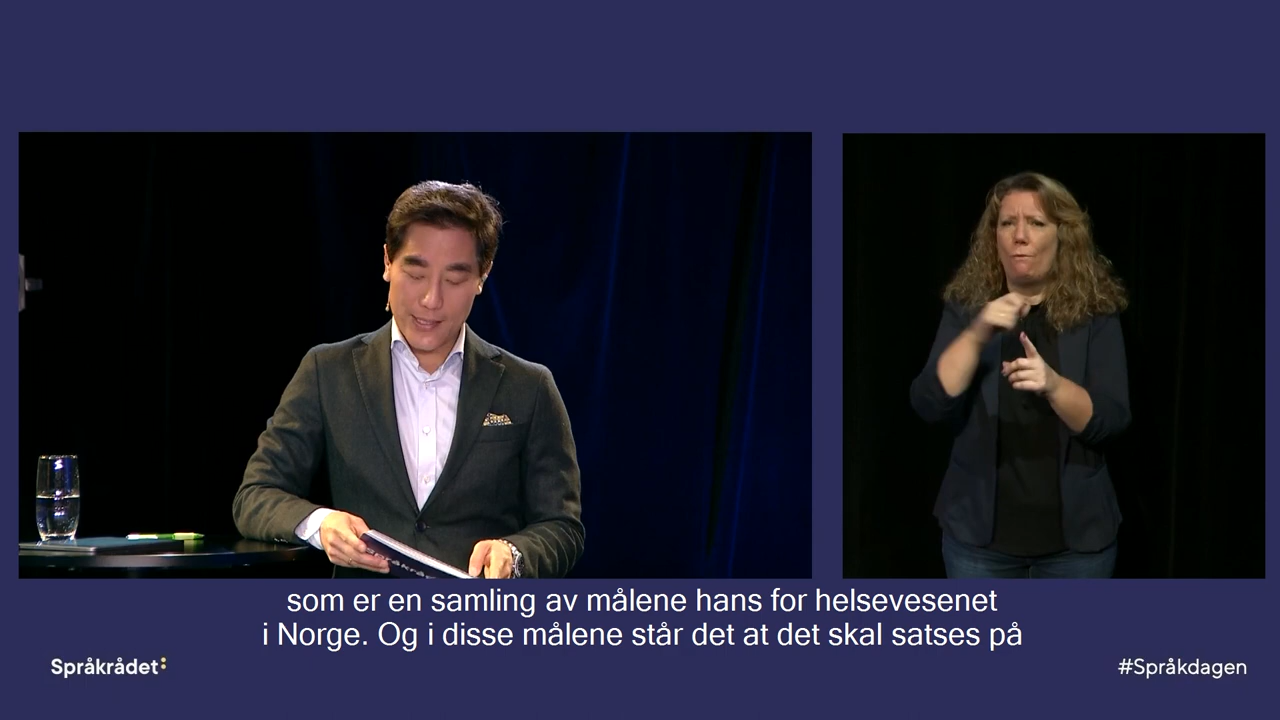 som er en samling av målene hans for helsevesenet
i Norge. Og i disse målene står det at det skal satses på
Språkrådet:
#Språkdagen